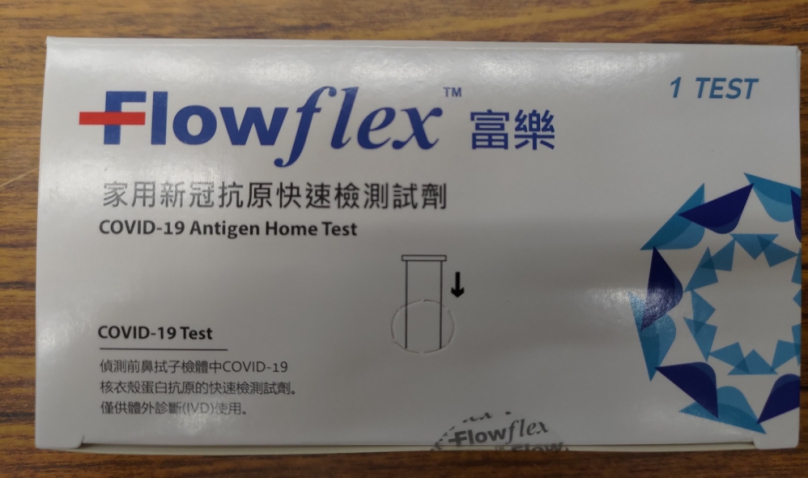 Flowflex™ 富樂
1 TEST
家用新冠抗原快速檢測試劑
COVID-19 Antigen Home Test
COVID-19 Test
偵測前鼻拭子檢體中COVID-19
核衣殼蛋白抗原的快速檢測試劑。
僅供體外診斷(IVD)使用。
Flowflex
Flow